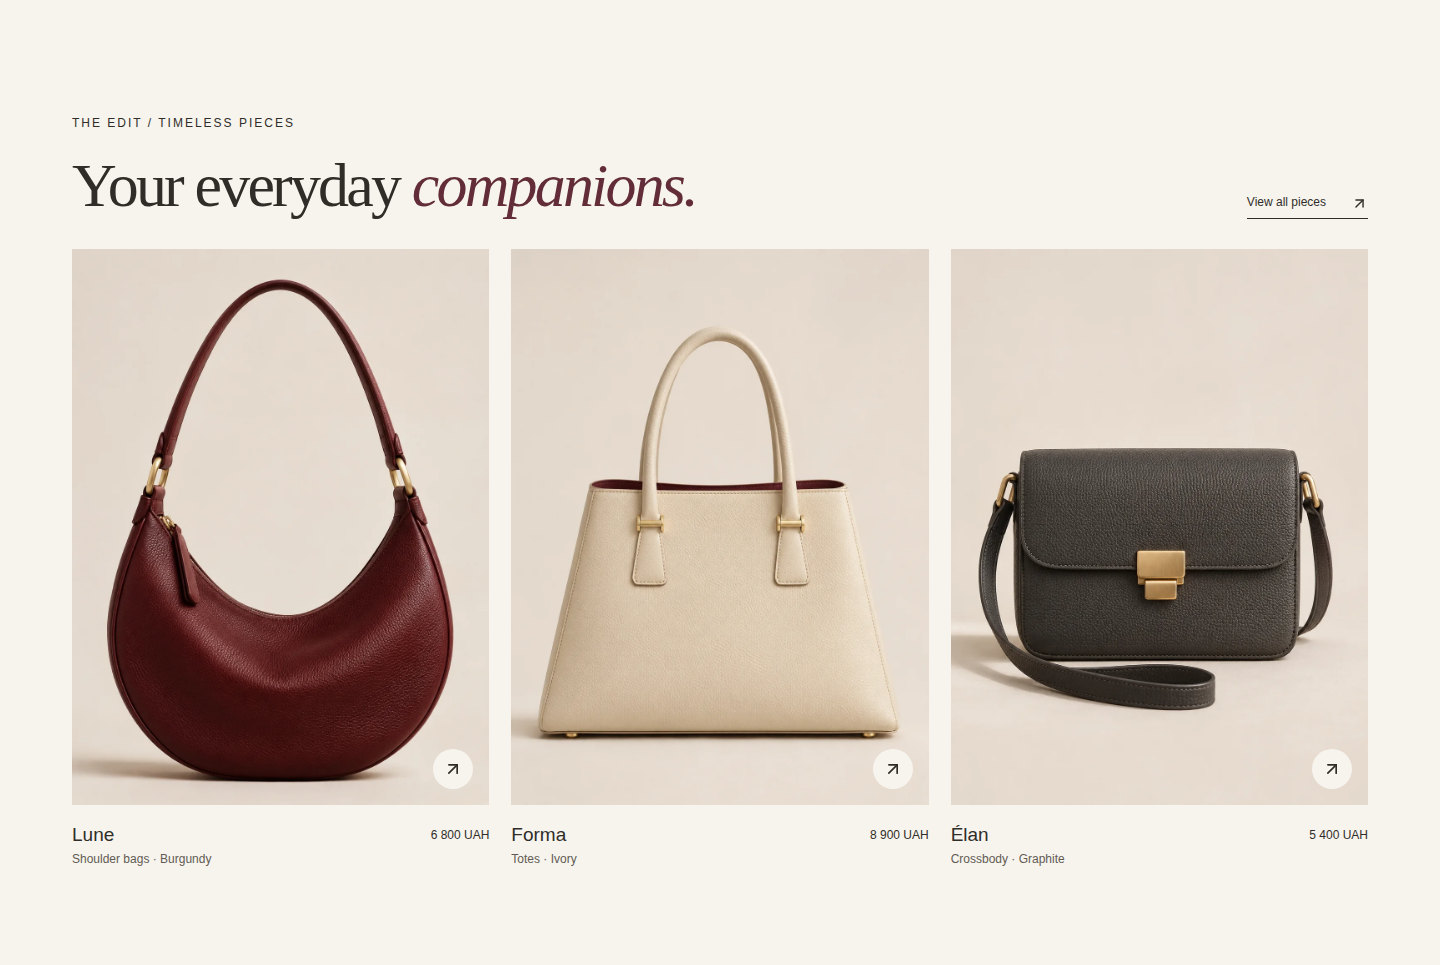 THE EDIT / TIMELESS PIECES
Your everyday companions.
View all pieces
Lune
6 800 UAH
Shoulder bags · Burgundy
Forma
8 900 UAH
Totes · Ivory
Élan
5 400 UAH
Crossbody · Graphite